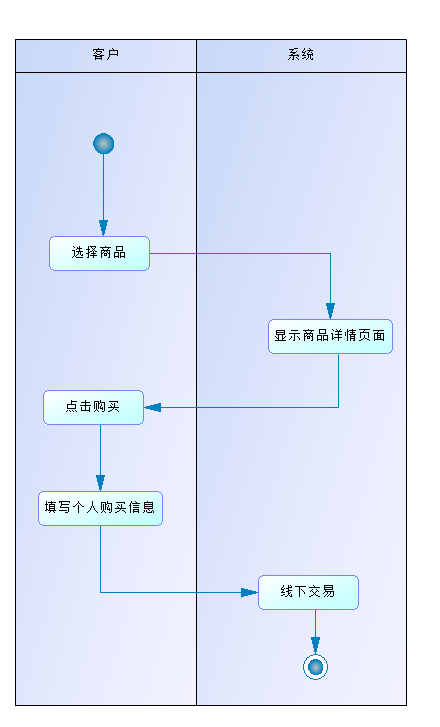 客户
系统
选择商品
显示商品详情页面
点击购买
填写个人购买信息
线下交易